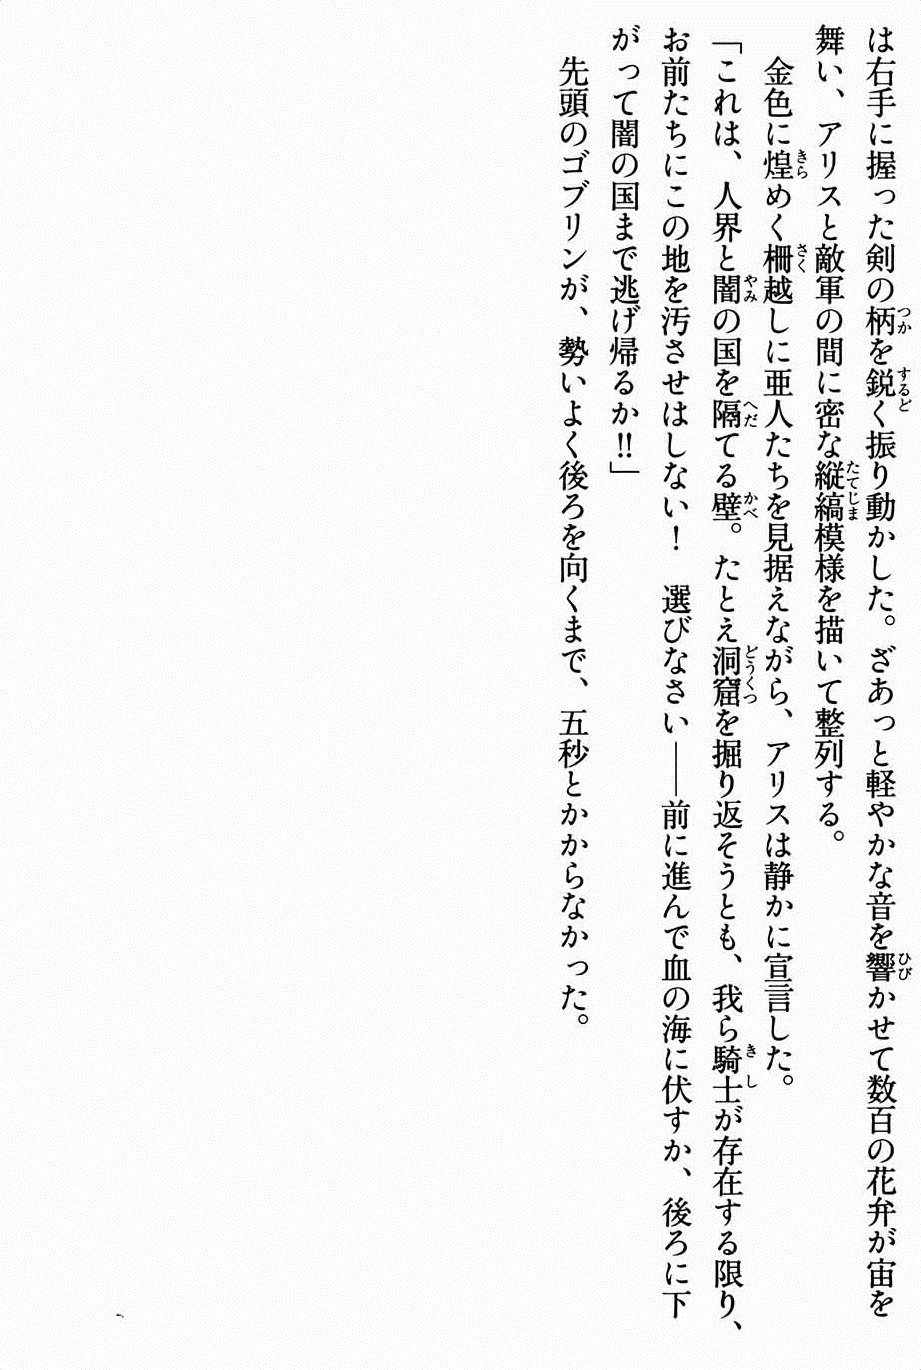 は右手に握った剣の柄を鋭く振り動かした。ざあっと軽やかな音を響かせて数百の花弁が宙を
舞い、アリスと敵軍の間に密な縦縞模様を描いて整列する。
　金色に煌めく柵越しに亜人たちを見据えながら、アリスは静かに宣言した。
「これは、人界と闇の国を隔てる壁。たとえ洞窟を掘り返そうとも、我ら騎士が存在する限り、
お前たちにこの地を汚させはしない！　選びなさい――前に進んで血の海に伏すか、後ろに下
がって闇の国まで逃げ帰るか!!」
　先頭のゴブリンが、勢いよく後ろを向くまで、五秒とかからなかった。